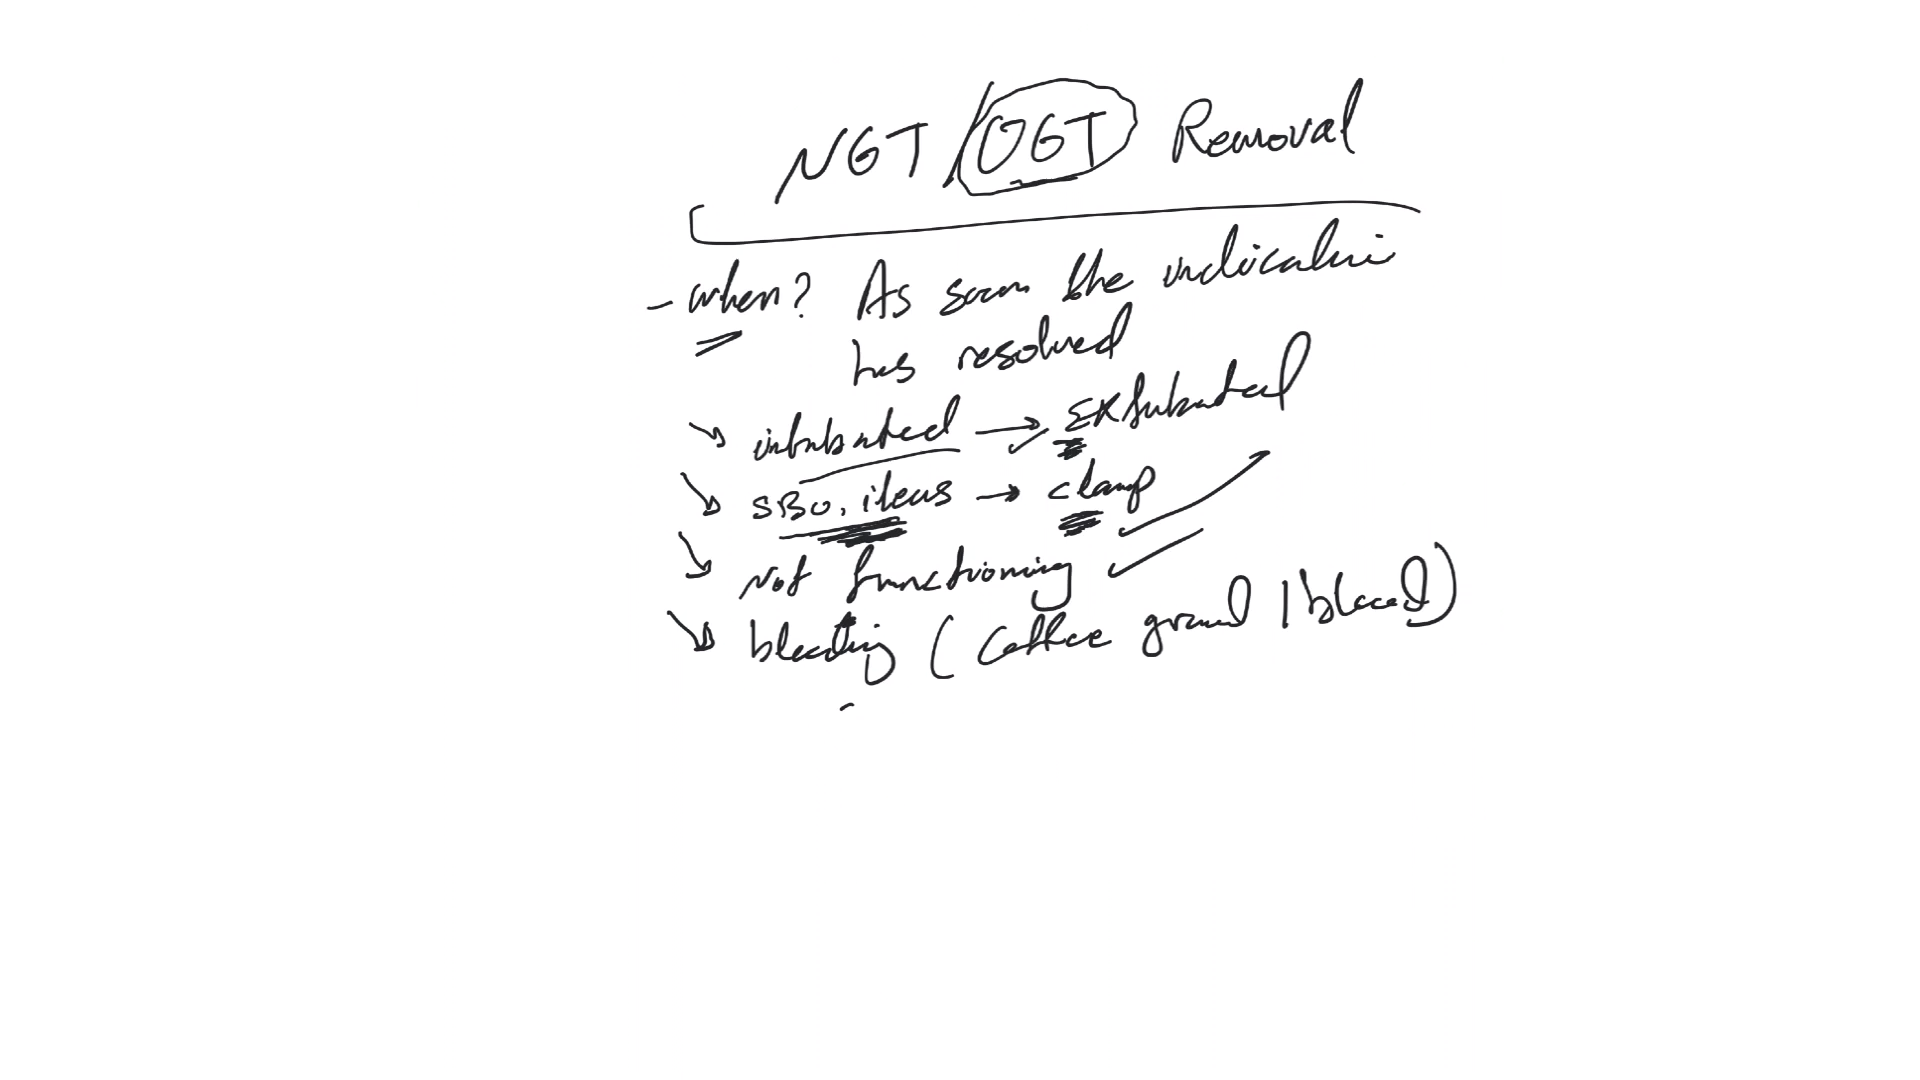 NGT/OGT Removal
- when? As soon the indication
has resolved
↘ intubated → Extubated
↘ SBO, ileus → clamp
↘ Not functioning ✓
↘ bleeding (Coffee ground / blood)